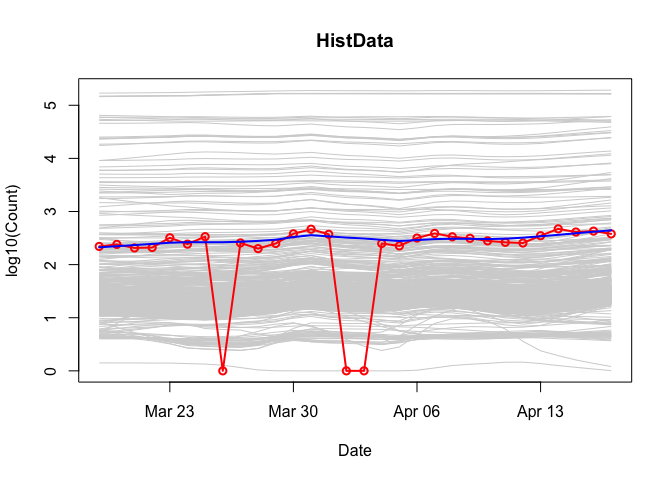 HistData
log10(Count)
5
4
3
2
1
0
Mar 23
Mar 30
Apr 06
Apr 13
Date